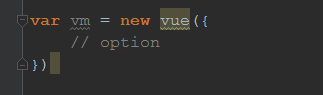 var vm = new vue({
// option
})